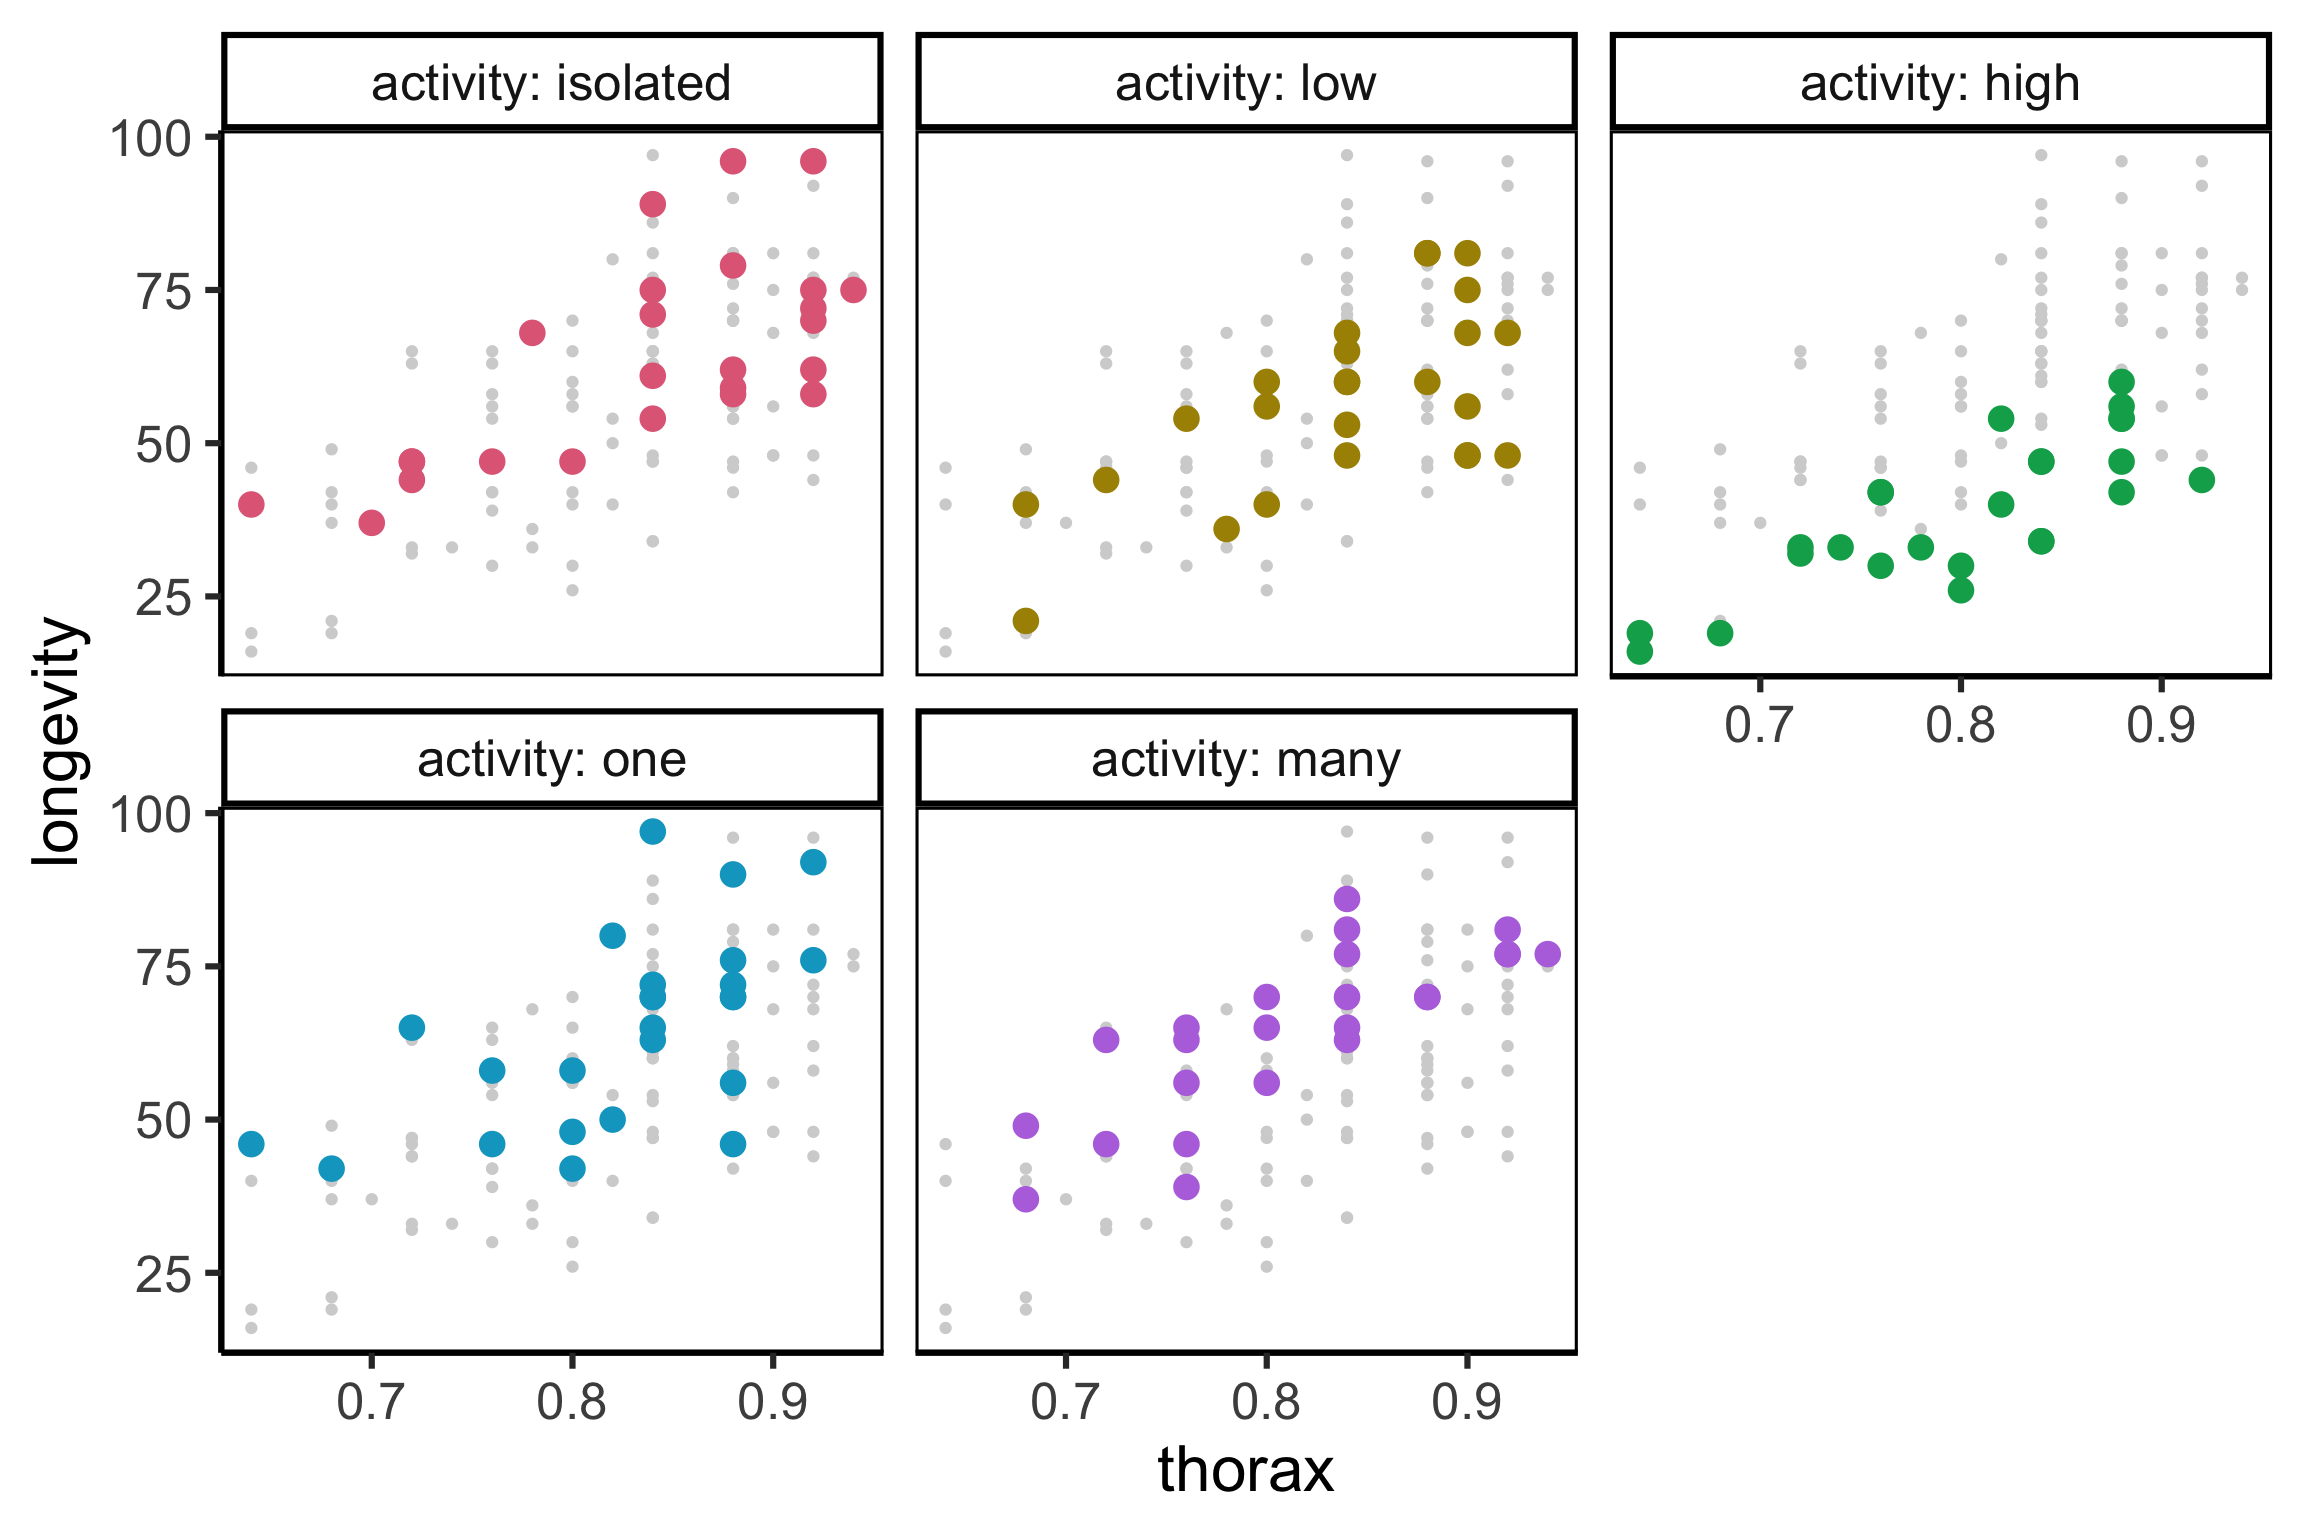 activity: isolated
activity: low
activity: high
100
75
50
25
0.7 0.8 0.9
longevity
activity: one
activity: many
100
75
50
25
0.7 0.8 0.9
0.7 0.8 0.9
thorax